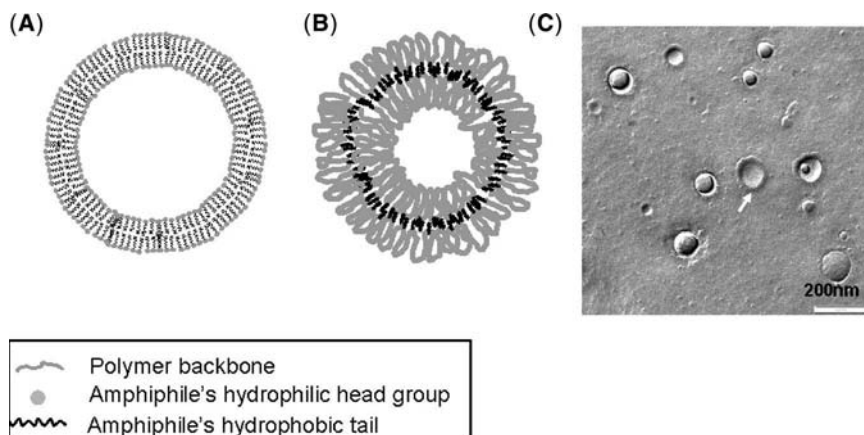 (A)
(B)
(C)
200nm
Polymer backbone
Amphiphile's hydrophilic head group
Amphiphile's hydrophobic tail